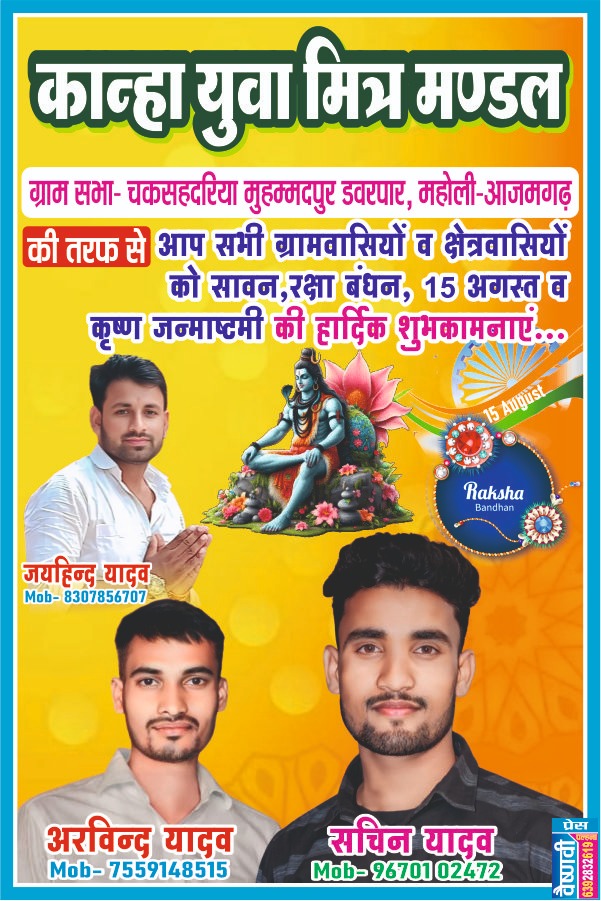 कान्हा युवा मित्र मण्डल
ग्राम सभा- चकसहदरिया मुहम्मदपुर डवरपार, महोली-आजमगढ़
की तरफ से आप सभी ग्रामवासियों व क्षेत्रवासियों
को सावन,रक्षा बंधन, 15 अगस्त व
कृष्ण जन्माष्टमी की हार्दिक शुभकामनाएं...
15 August
Raksha
Bandhan
जयहिन्द यादव
Mob- 8307856707
अरविन्द यादव
Mob- 7559148515
सचिन यादव
Mob- 96701 02472
वैष्णवी
प्रेस
6392832619